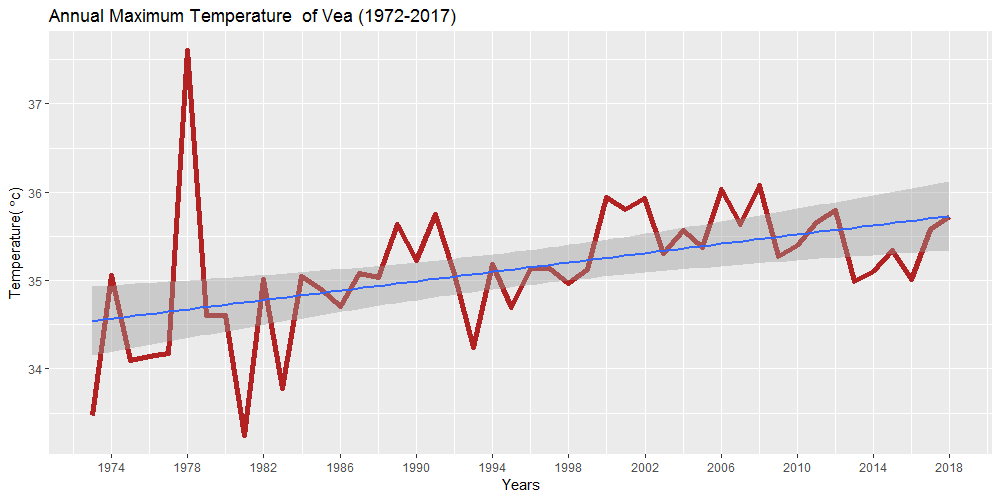 Annual Maximum Temperature  of Vea (1972-2017)
37
36
35
34
Temperature( °c)
1974 1978 1982 1986 1990 1994 1998 2002 2006 2010 2014 2018
Years